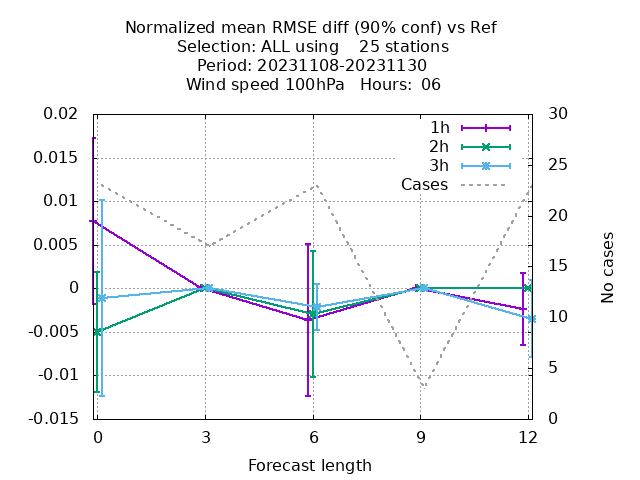 Normalized mean RMSE diff (90% conf) vs Ref
Selection: ALL using    25 stations
Period: 20231108-20231130
Wind speed 100hPa   Hours:  06
0.02
0.015
0.01
0.005
0
-0.005
-0.01
-0.015
30
25
20
15
10
5
0
1h
2h
3h
Cases
No cases
0
3
6
9
12
Forecast length